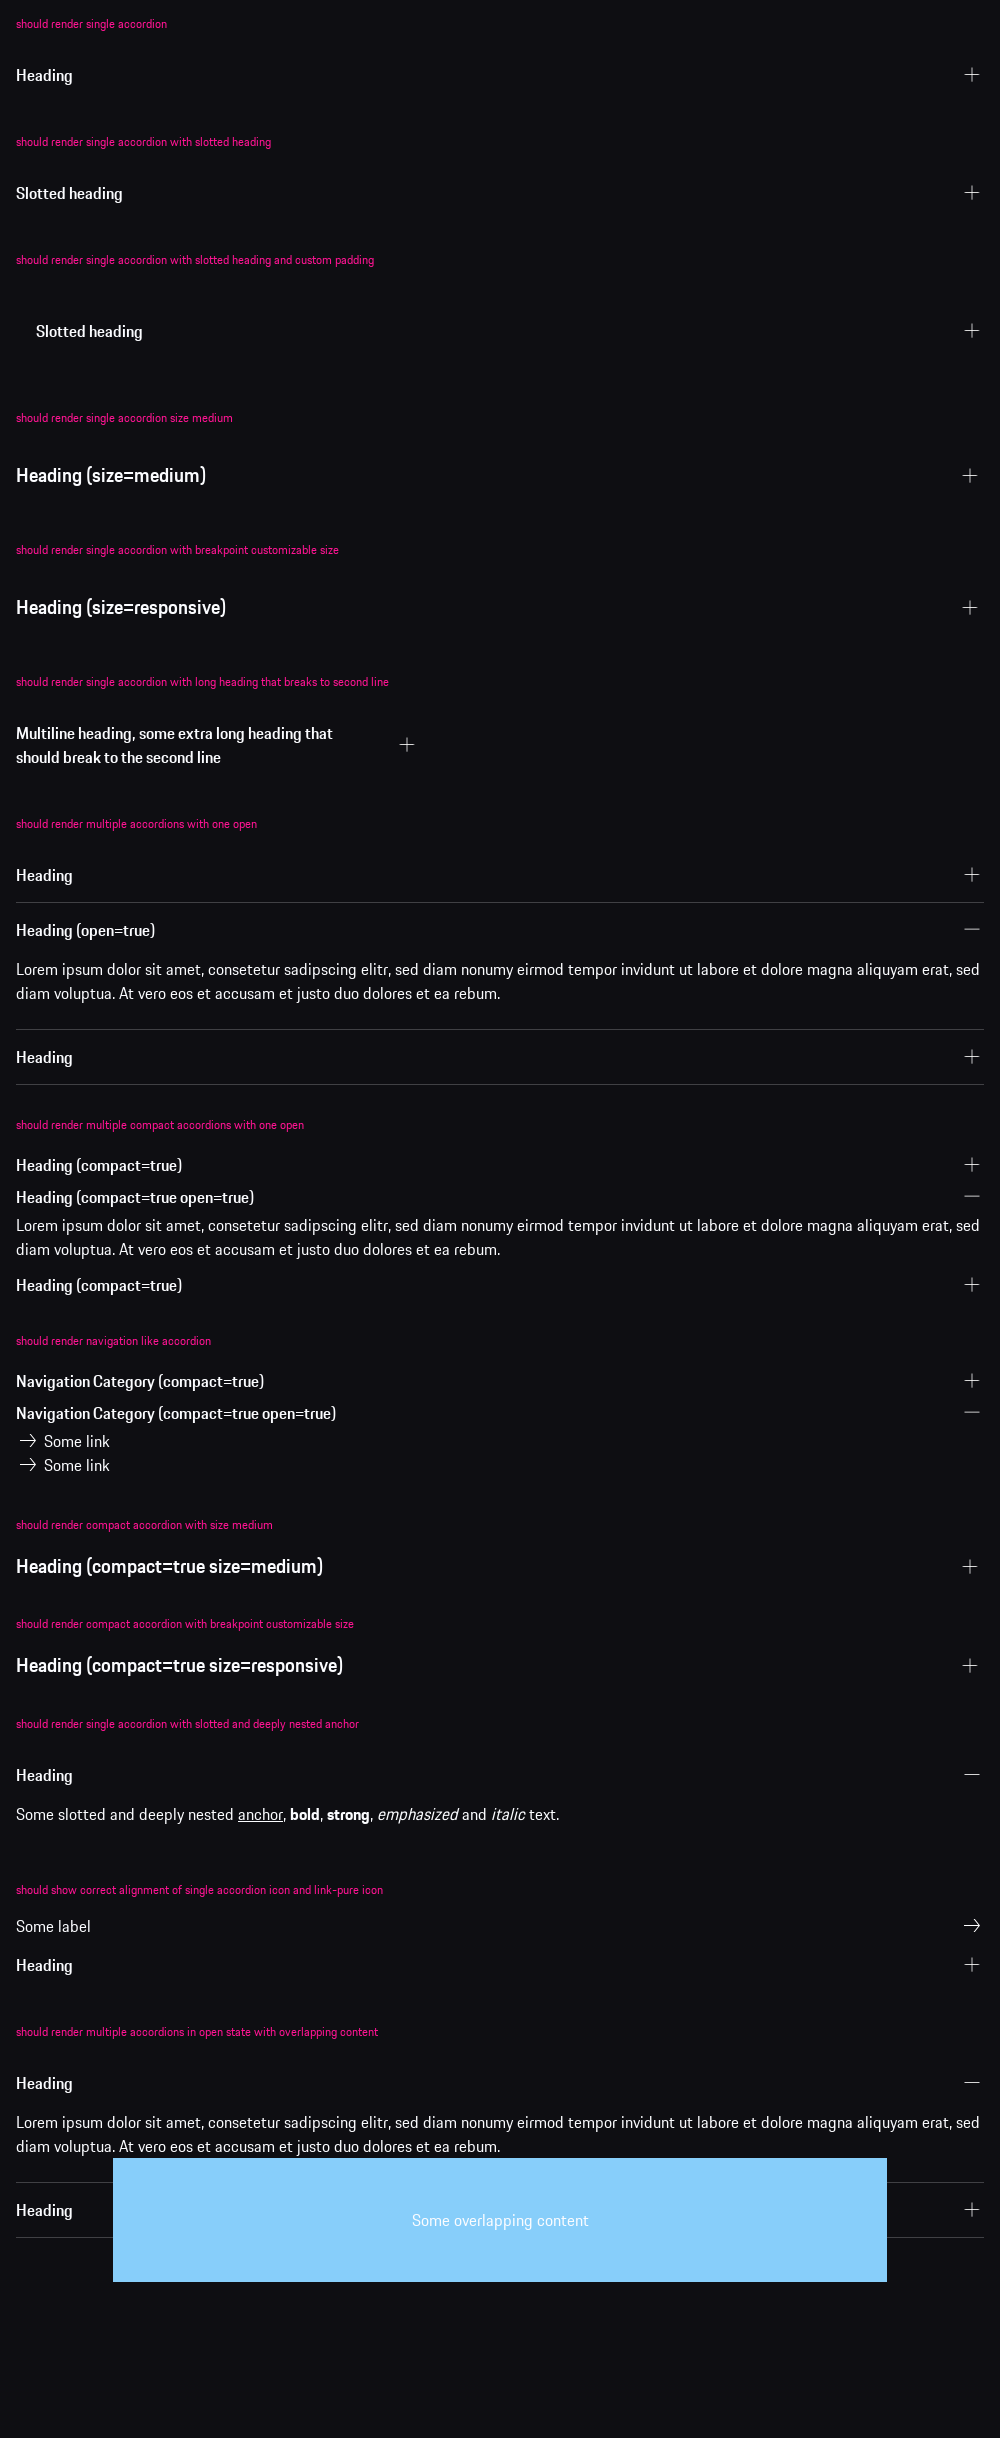 should render single accordion
Heading
should render single accordion with slotted heading
Slotted heading
should render single accordion with slotted heading and custom padding
Slotted heading
should render single accordion size medium
Heading (size=medium)
should render single accordion with breakpoint customizable size
Heading (size=responsive)
should render single accordion with long heading that breaks to second line
Multiline heading, some extra long heading that
should break to the second line
should render multiple accordions with one open
Heading
Heading (open=true)
Lorem ipsum dolor sit amet, consetetur sadipscing elitr, sed diam nonumy eirmod tempor invidunt ut labore et dolore magna aliquyam erat, sed
diam voluptua. At vero eos et accusam et justo duo dolores et ea rebum.
Heading
should render multiple compact accordions with one open
Heading (compact=true)
Heading (compact=true open=true)
Lorem ipsum dolor sit amet, consetetur sadipscing elitr, sed diam nonumy eirmod tempor invidunt ut labore et dolore magna aliquyam erat, sed
diam voluptua. At vero eos et accusam et justo duo dolores et ea rebum.
Heading (compact=true)
should render navigation like accordion
Navigation Category (compact=true)
Navigation Category (compact=true open=true)
Some link
Some link
should render compact accordion with size medium
Heading (compact=true size=medium)
should render compact accordion with breakpoint customizable size
Heading (compact=true size=responsive)
should render single accordion with slotted and deeply nested anchor
Heading
Some slotted and deeply nested anchor, bold, strong, emphasized and italic text.
should show correct alignment of single accordion icon and link-pure icon
Some label
Heading
should render multiple accordions in open state with overlapping content
Heading
Lorem ipsum dolor sit amet, consetetur sadipscing elitr, sed diam nonumy eirmod tempor invidunt ut labore et dolore magna aliquyam erat, sed
diam voluptua. At vero eos et accusam et justo duo dolores et ea rebum.
Heading
Some overlapping content